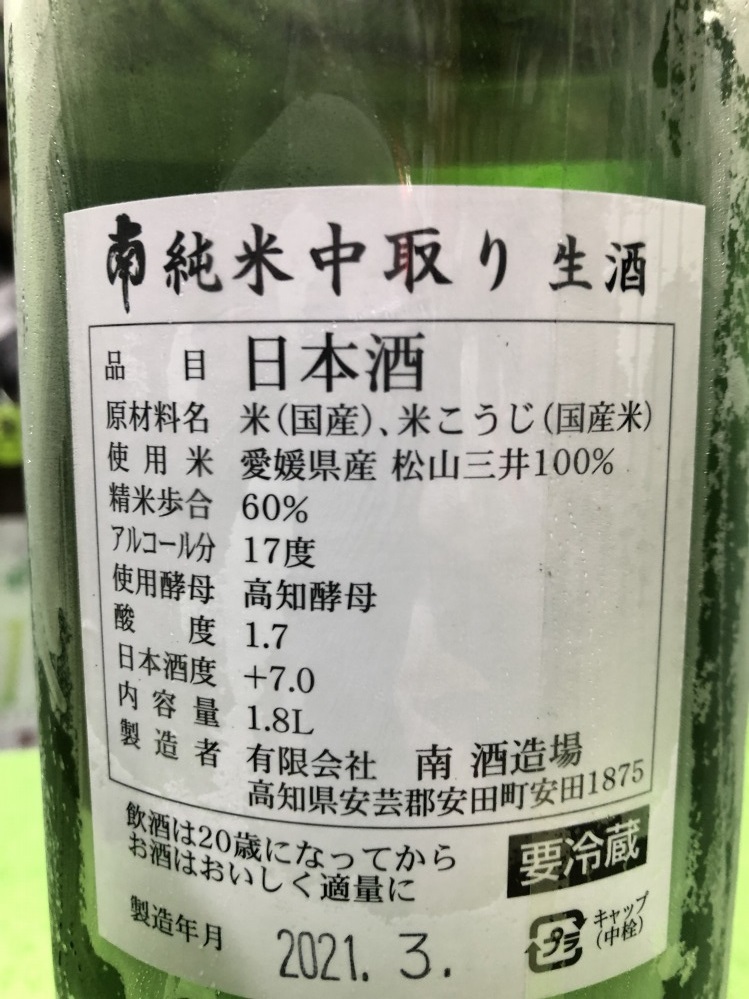 南 純米中取り 生酒
品目 日本酒
原材料名 米(国産)、米こうじ(国産米)
使用米 愛媛県産 松山三井100%
精米歩合 60%
アルコール分 17度
使用酵母 高知酵母
酸度 1.7
日本酒度 +7.0
内容量 1.8L
製造者 有限会社 南 酒造場
高知県安芸郡安田町安田1875
飲酒は20歳になってから
お酒はおいしく適量に
要冷蔵
製造年月 2021. 3.
プラ
キャップ
(中栓)